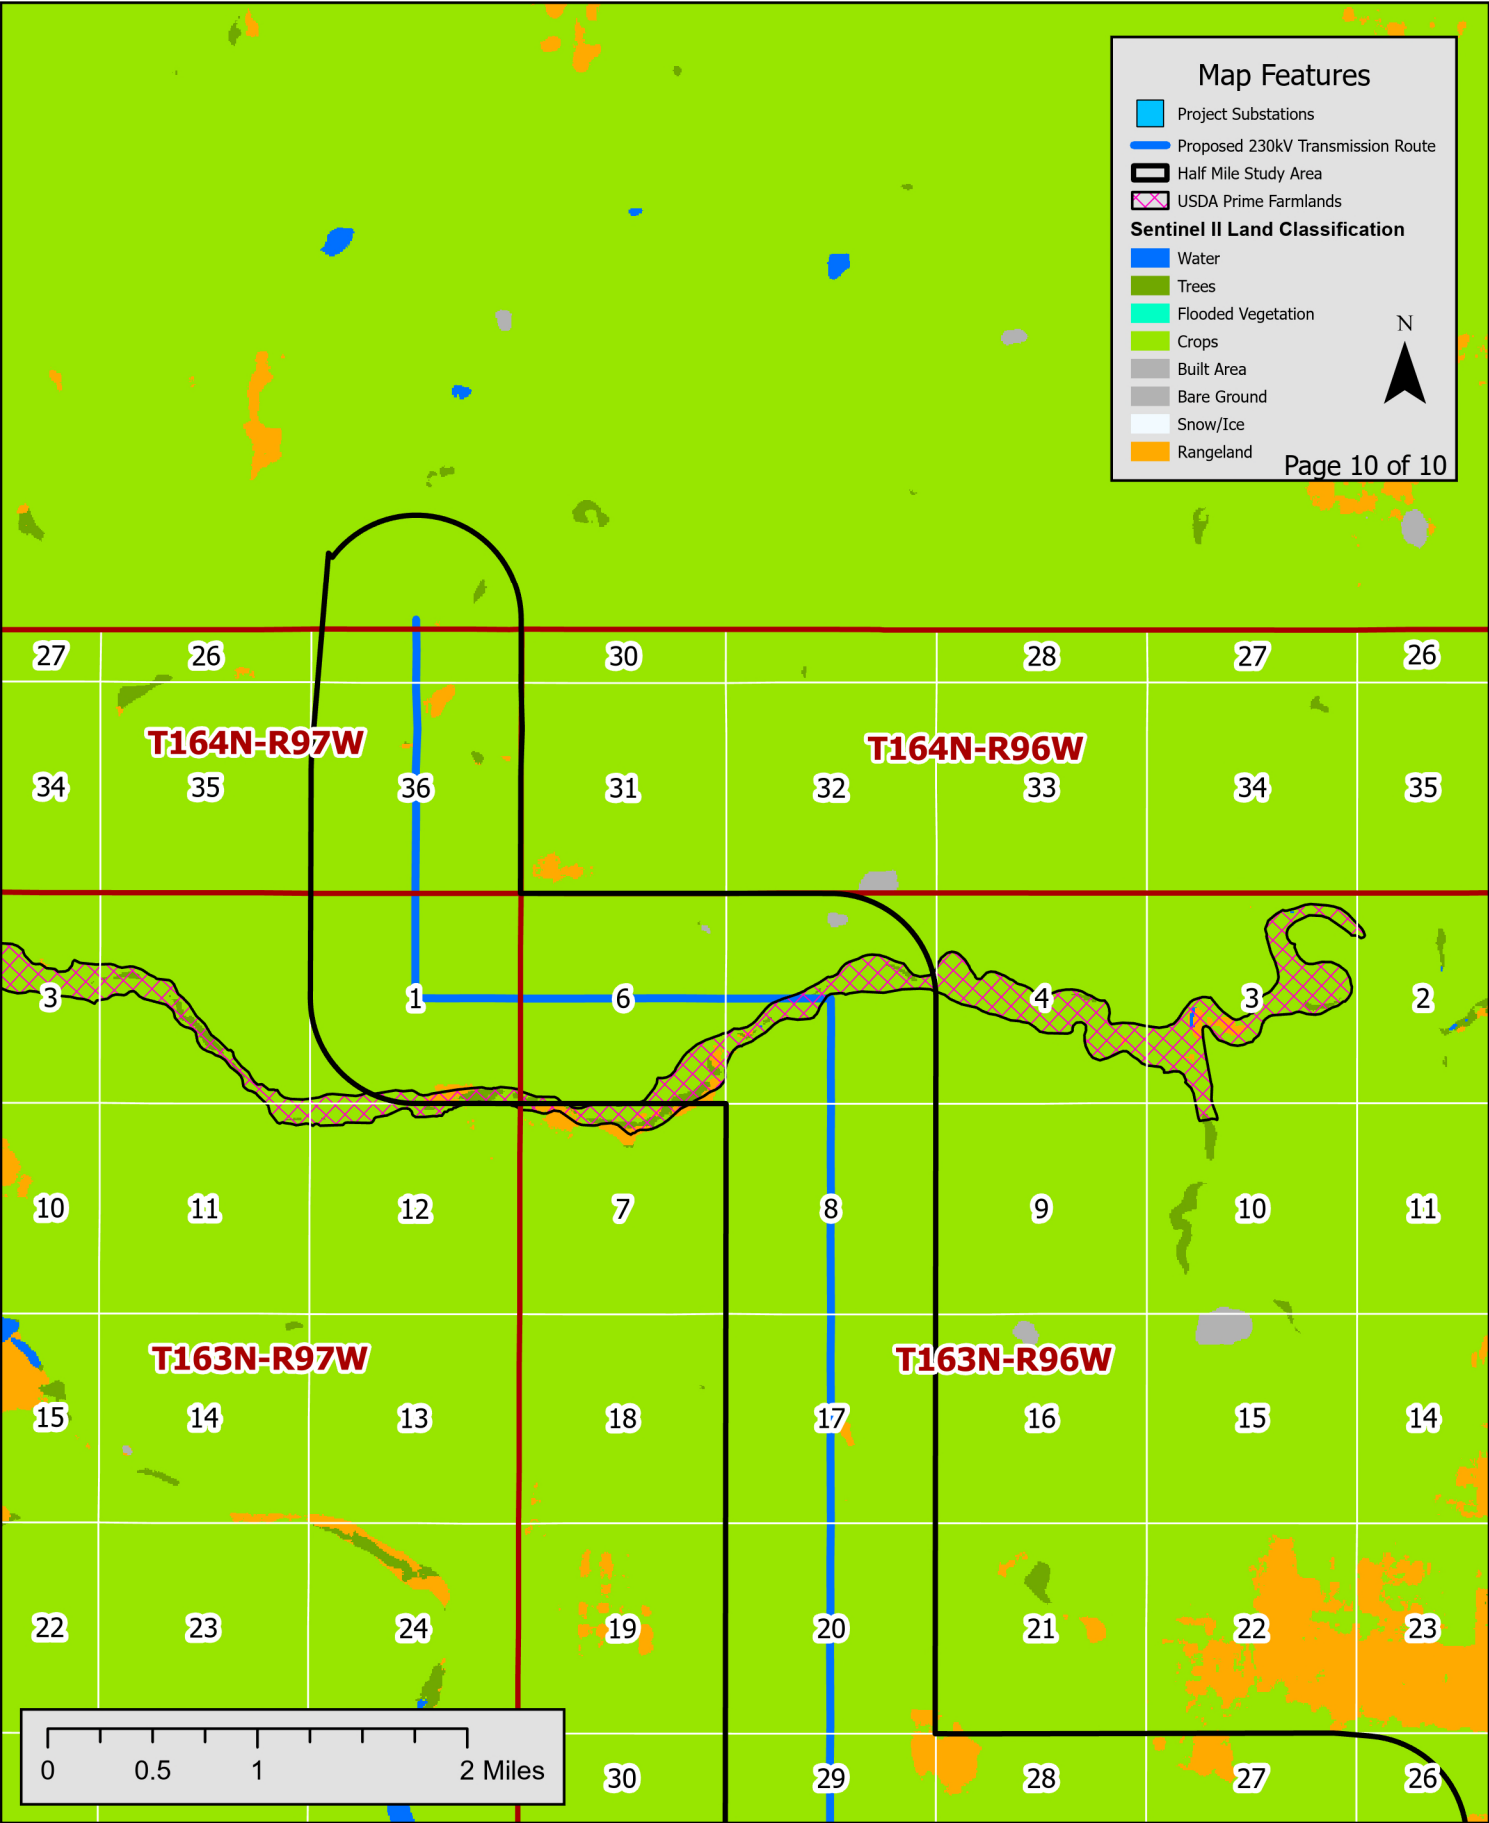 Map Features
Project Substations
Proposed 230kV Transmission Route
Half Mile Study Area
USDA Prime Farmlands
Sentinel II Land Classification
Water
Trees
Flooded Vegetation
Crops
Built Area
Bare Ground
Snow/Ice
Rangeland
N
Page 10 of 10
27 26 30 28 27 26
T164N-R97W T164N-R96W
34 35 36 31 32 33 34 35
3 1 6 4 3 2
10 11 12 7 8 9 10 11
T163N-R97W T163N-R96W
15 14 13 18 17 16 15 14
22 23 24 19 20 21 22 23
0 0.5 1 2 Miles
30 29 28 27 26